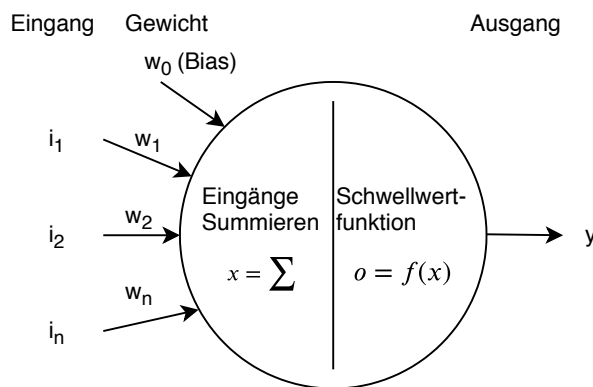 Eingang Gewicht Ausgang
w₀ (Bias)
i₁ w₁
Eingänge Schwellwert-
Summieren funktion
i₂ w₂ y
x = ∑ o = f(x)
wₙ
iₙ